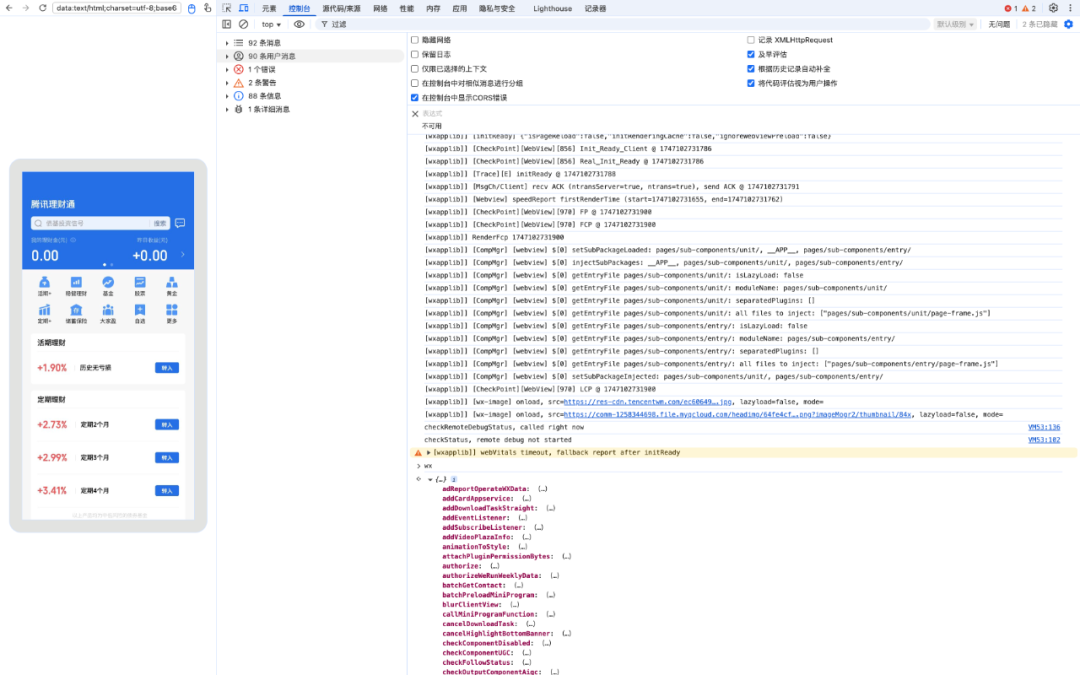 data:text/html;charset=utf-8;base6
元素 控制台 源代码/来源 网络 性能 内存 应用 隐私与安全 Lighthouse 记录器
1 2
top
过滤
默认级别
无问题
2 条已隐藏
92 条消息
90 条用户消息
1 个错误
2 条警告
88 条信息
1 条详细消息
隐藏网络
保留日志
仅限已选择的上下文
在控制台中对相似消息进行分组
在控制台中显示CORS错误
记录 XMLHttpRequest
及早评估
根据历史记录自动补全
将代码评估视为用户操作
表达式
不可用
腾讯理财通
搜索
0.00
+0.00
活期+
基金
股票
黄金
定期+
更多
活期理财
+1.90% 历史无亏损 转入
定期理财
+2.73% 定期2个月 转入
+2.99% 定期3个月 转入
+3.41% 定期4个月 转入
[wxapplib]] [initReady] {"isPageReload":false,"initRenderingCache":false,"ignoreWebviewPreload":false}
[wxapplib]] [CheckPoint][WebView][856] Init_Ready_Client @ 1747102731786
[wxapplib]] [CheckPoint][WebView][856] Real_Init_Ready @ 1747102731786
[wxapplib]] [Trace][E] initReady @ 1747102731788
[wxapplib]] [MsgCh/Client] recv ACK (ntransServer=true, ntrans=true), send ACK @ 1747102731791
[wxapplib]] [Webview] speedReport firstRenderTime (start=1747102731655, end=1747102731762)
[wxapplib]] [CheckPoint][WebView][970] FP @ 1747102731900
[wxapplib]] [CheckPoint][WebView][970] FCP @ 1747102731900
[wxapplib]] RenderFcp 1747102731900
[wxapplib]] [CompMgr] [webview] $[0] setSubPackageLoaded: pages/sub-components/unit/, __APP__, pages/sub-components/entry/
[wxapplib]] [CompMgr] [webview] $[0] injectSubPackages: __APP__, pages/sub-components/entry/
[wxapplib]] [CompMgr] [webview] $[0] getEntryFile pages/sub-components/unit/: isLazyLoad: false
[wxapplib]] [CompMgr] [webview] $[0] getEntryFile pages/sub-components/unit/: moduleName: pages/sub-components/unit/
[wxapplib]] [CompMgr] [webview] $[0] getEntryFile pages/sub-components/unit/: separatedPlugins: []
[wxapplib]] [CompMgr] [webview] $[0] getEntryFile pages/sub-components/unit/: all files to inject: ["pages/sub-components/unit/page-frame.js"]
[wxapplib]] [CompMgr] [webview] $[0] getEntryFile pages/sub-components/entry/: isLazyLoad: false
[wxapplib]] [CompMgr] [webview] $[0] getEntryFile pages/sub-components/entry/: moduleName: pages/sub-components/entry/
[wxapplib]] [CompMgr] [webview] $[0] getEntryFile pages/sub-components/entry/: separatedPlugins: []
[wxapplib]] [CompMgr] [webview] $[0] getEntryFile pages/sub-components/entry/: all files to inject: ["pages/sub-components/entry/page-frame.js"]
[wxapplib]] [CompMgr] [webview] $[0] setSubPackageInjected: pages/sub-components/unit/, pages/sub-components/entry/
[wxapplib]] [CheckPoint][WebView][970] LCP @ 1747102731900
[wxapplib]] [wx-image] onload, src=https://res-cdn.tencentwm.com/ec60649….jpg, lazyload=false, mode=
[wxapplib]] [wx-image] onload, src=https://comm-1258344698.file.myqcloud.com/headimg/64fe4cf….png?imageMogr2/thumbnail/84x, lazyload=false, mode=
checkRemoteDebugStatus, called right now VM53:136
checkStatus, remote debug not started VM53:102
[wxapplib]] webVitals timeout, fallback report after initReady
wx
{…}
adReportOperateWXData: (…)
addCardAppservice: (…)
addDownloadTaskStraight: (…)
addEventListener: (…)
addSubscribeListener: (…)
addVideoPlazaInfo: (…)
animationToStyle: (…)
attachPluginPermissionBytes: (…)
authorize: (…)
authorizeWeRunWeeklyData: (…)
batchGetContact: (…)
batchPreloadMiniProgram: (…)
blurClientView: (…)
callMiniProgramFunction: (…)
cancelDownloadTask: (…)
cancelHighlightBottomBanner: (…)
checkComponentDisabled: (…)
checkComponentUGC: (…)
checkFollowStatus: (…)
checkOutputComponentAigc: (…)